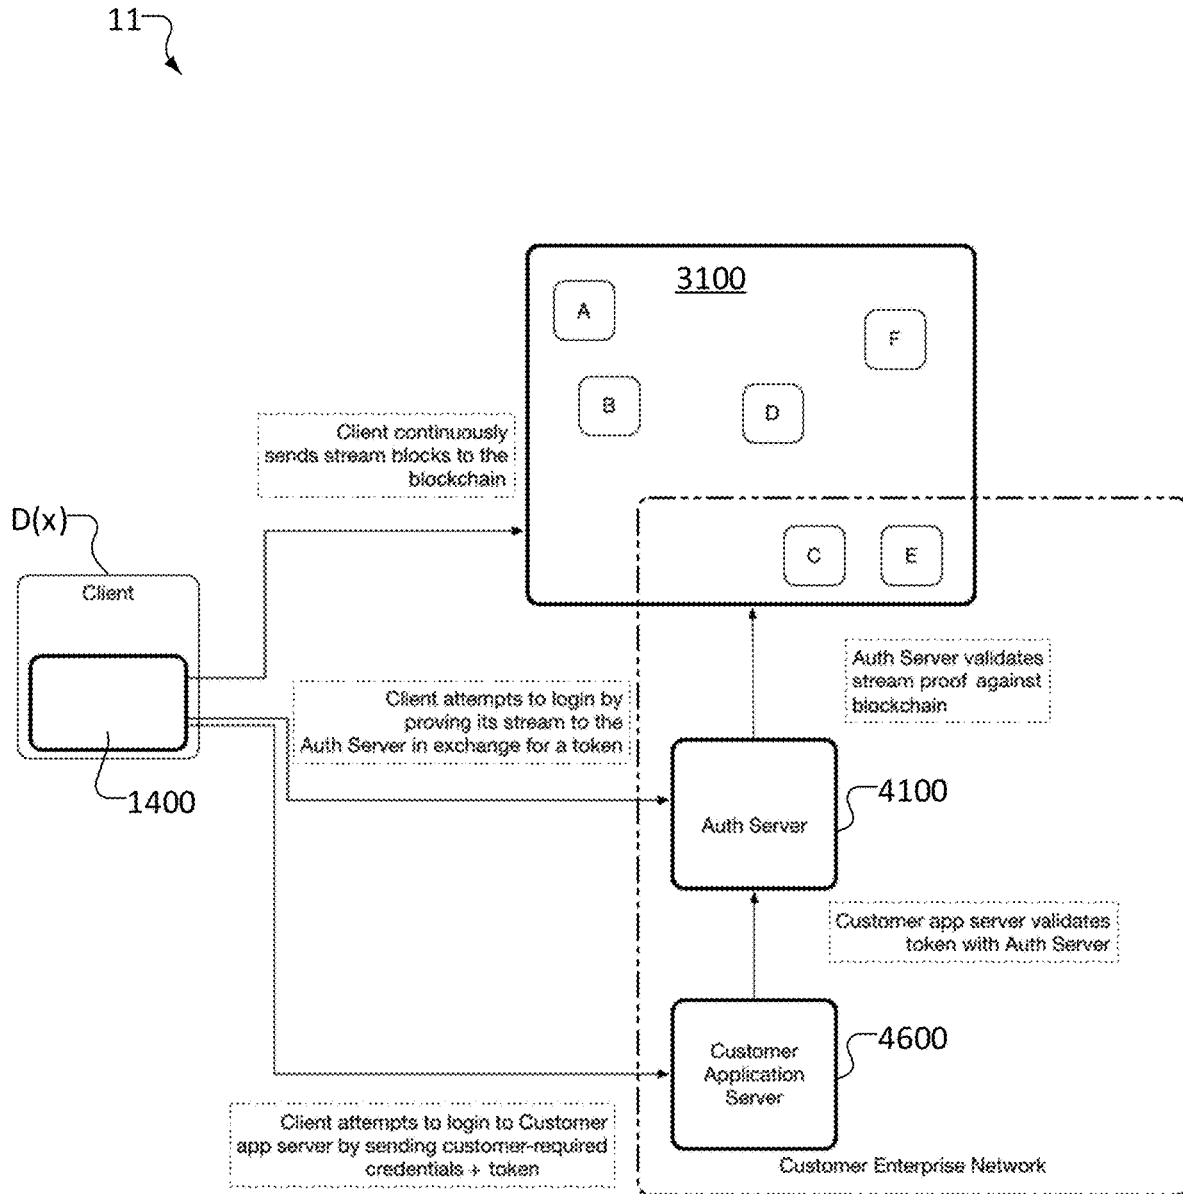 11
3100
A
F
B
D
Client continuously
sends stream blocks to the
blockchain
D(x)
C
E
Client
Auth Server validates
stream proof against
blockchain
Client attempts to login by
proving its stream to the
Auth Server in exchange for a token
1400
4100
Auth Server
Customer app server validates
token with Auth Server
4600
Customer
Application
Server
Client attempts to login to Customer
app server by sending customer-required
credentials + token
Customer Enterprise Network